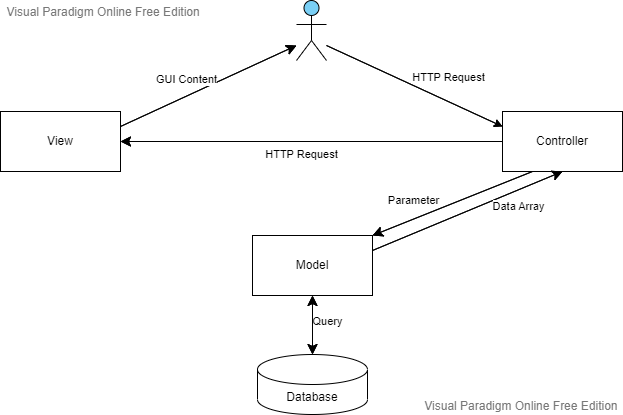 Visual Paradigm Online Free Edition
GUI Content
HTTP Request
View
Controller
HTTP Request
Parameter
Data Array
Model
Query
Database
Visual Paradigm Online Free Edition